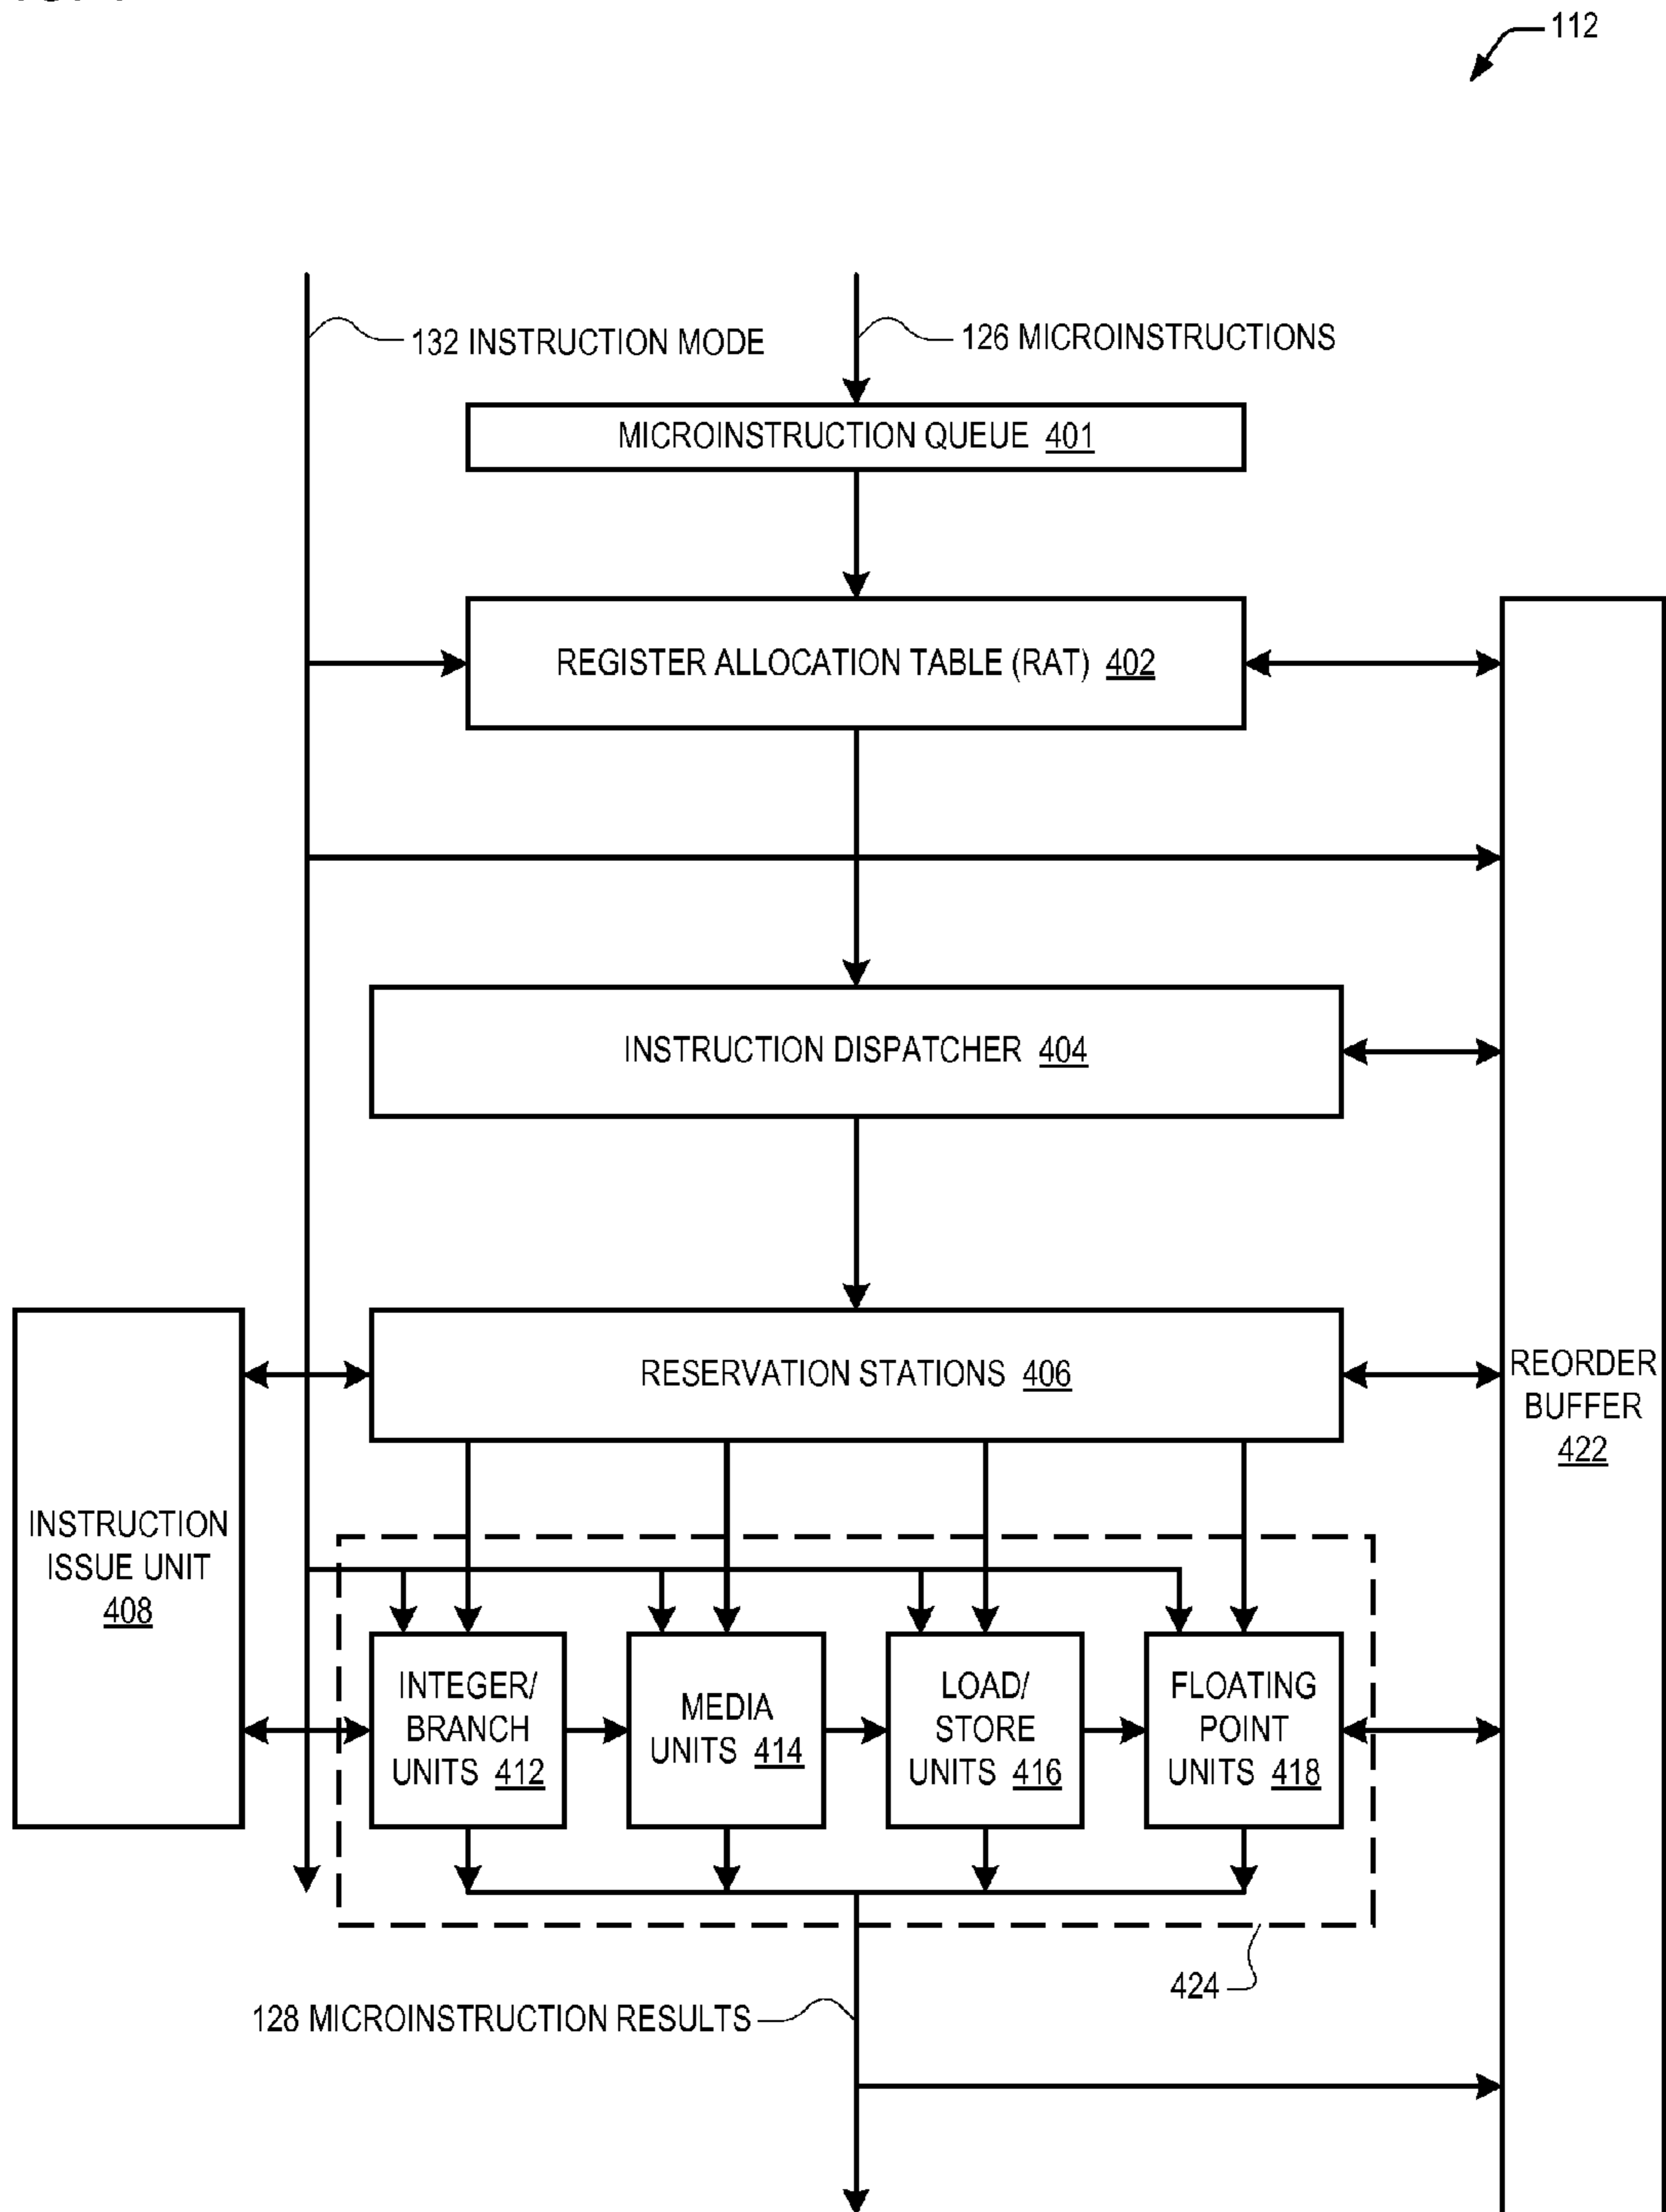 112
132 INSTRUCTION MODE
126 MICROINSTRUCTIONS
MICROINSTRUCTION QUEUE 401
REGISTER ALLOCATION TABLE (RAT) 402
INSTRUCTION DISPATCHER 404
RESERVATION STATIONS 406
REORDER
BUFFER
422
INSTRUCTION
ISSUE UNIT
408
INTEGER/
BRANCH
UNITS 412
MEDIA
UNITS 414
LOAD/
STORE
UNITS 416
FLOATING
POINT
UNITS 418
424
128 MICROINSTRUCTION RESULTS